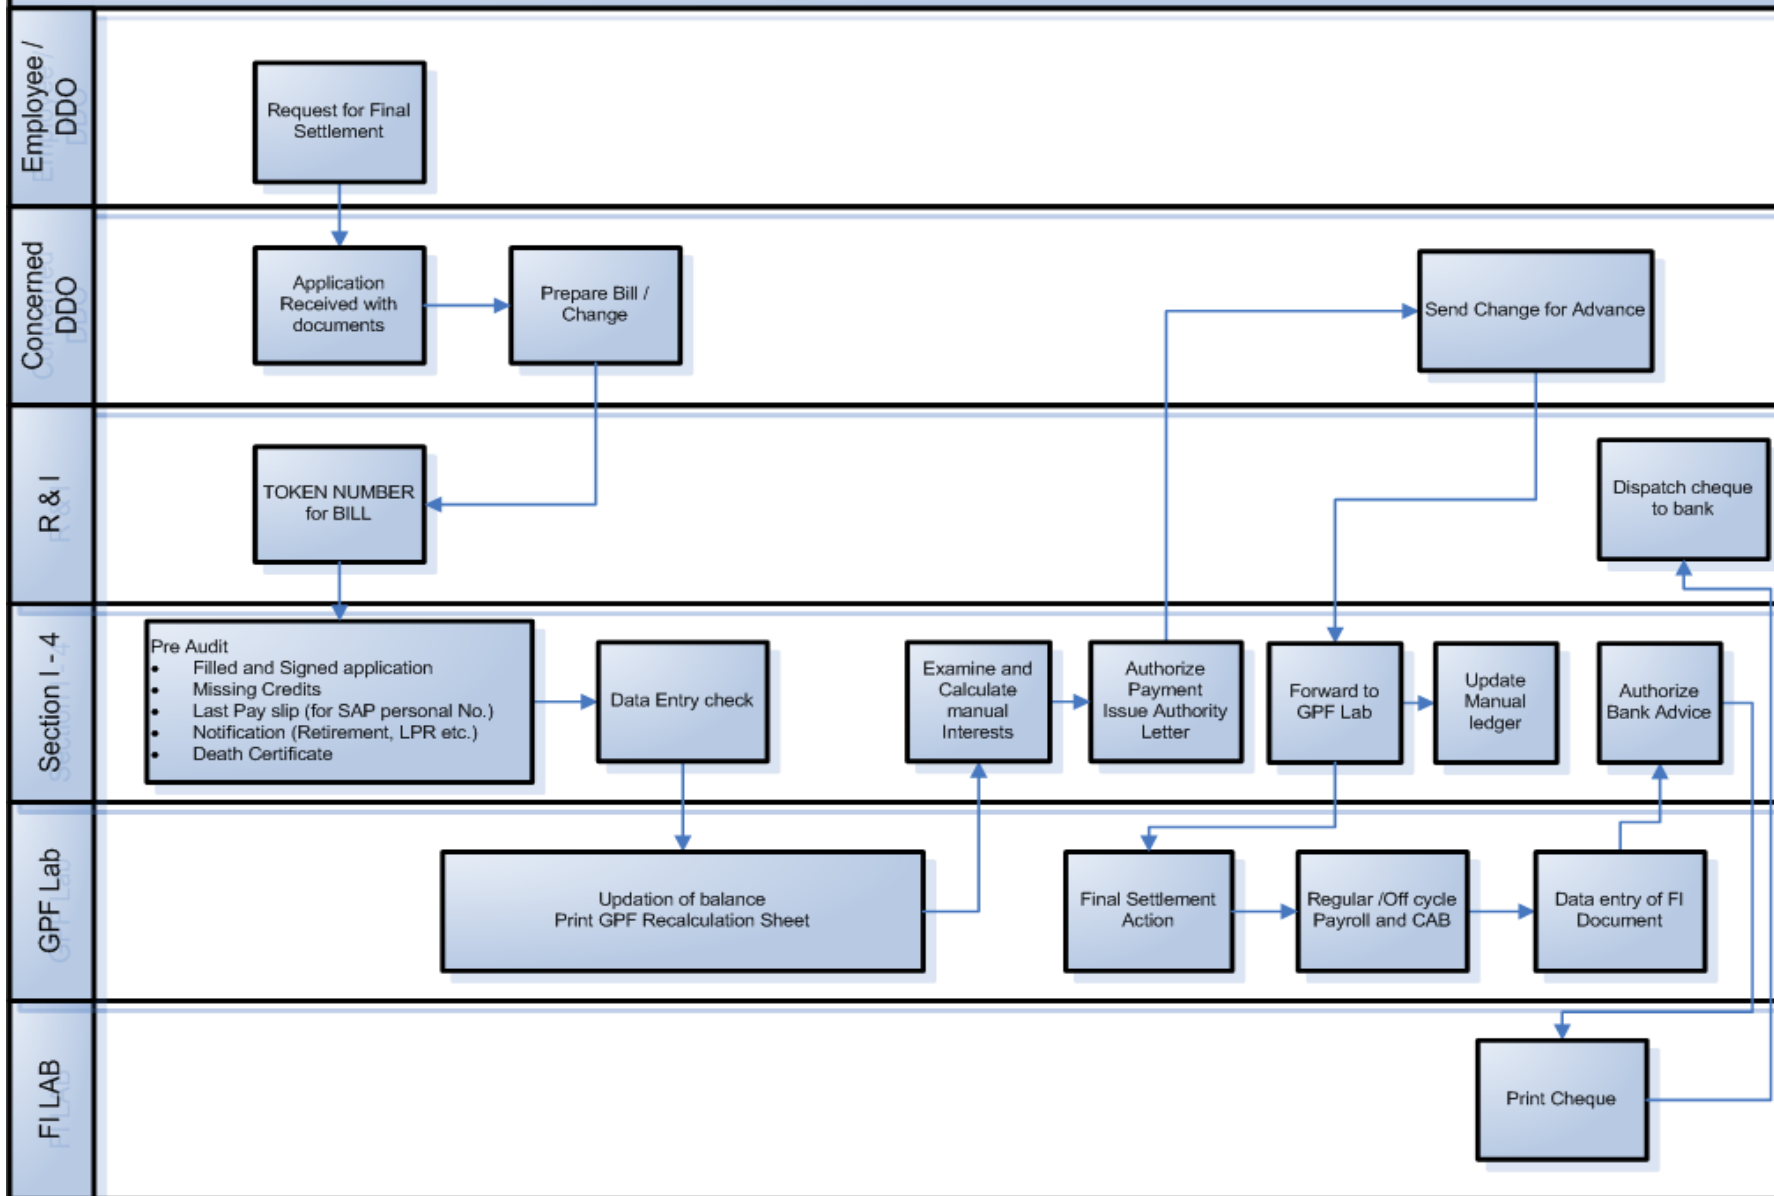 Employee /
DDO
Request for Final
Settlement
Concerned
DDO
Application
Received with
documents
Prepare Bill /
Change
Send Change for Advance
R & I
TOKEN NUMBER
for BILL
Dispatch cheque
to bank
Section I - 4
Pre Audit
• Filled and Signed application
• Missing Credits
• Last Pay slip (for SAP personal No.)
• Notification (Retirement, LPR etc.)
• Death Certificate
Data Entry check
Examine and
Calculate
manual
Interests
Authorize
Payment
Issue Authority
Letter
Forward to
GPF Lab
Update
Manual
ledger
Authorize
Bank Advice
GPF Lab
Updation of balance
Print GPF Recalculation Sheet
Final Settlement
Action
Regular /Off cycle
Payroll and CAB
Data entry of FI
Document
FI LAB
Print Cheque